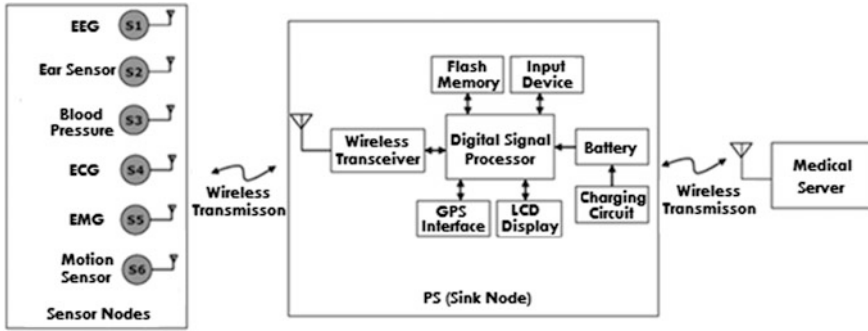 EEG
S1
Ear Sensor
S2
Blood
Pressure
S3
ECG
S4
EMG
S5
Motion
Sensor
S6
Sensor Nodes
Wireless
Transmisson
Flash
Memory
Input
Device
Wireless
Transceiver
Digital Signal
Processor
Battery
GPS
Interface
LCD
Display
Charging
Circuit
PS (Sink Node)
Wireless
Transmisson
Medical
Server